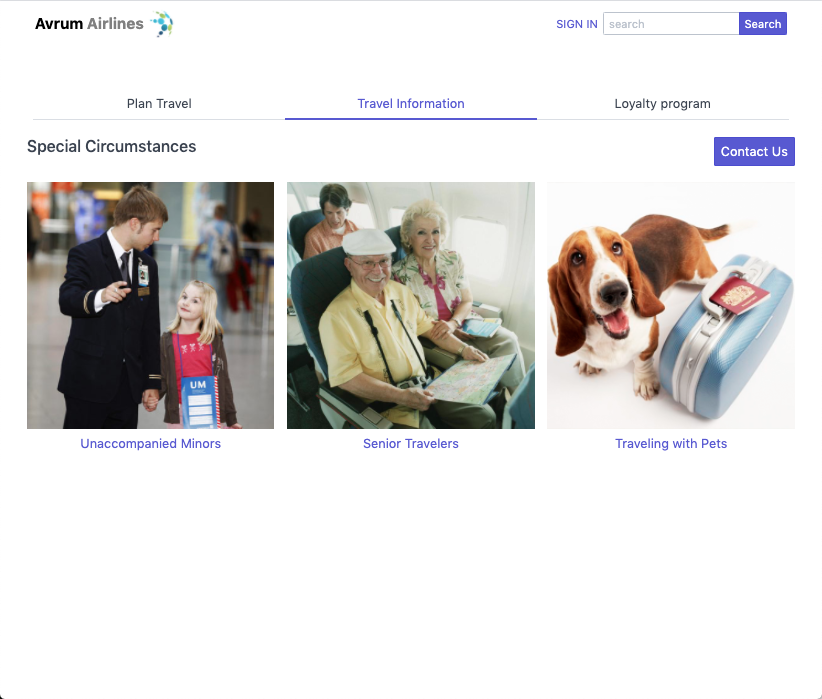 Avrum Airlines
SIGN IN
search
Search
Plan Travel
Travel Information
Loyalty program
Special Circumstances
Contact Us
UM
Unaccompanied Minors
Senior Travelers
Traveling with Pets